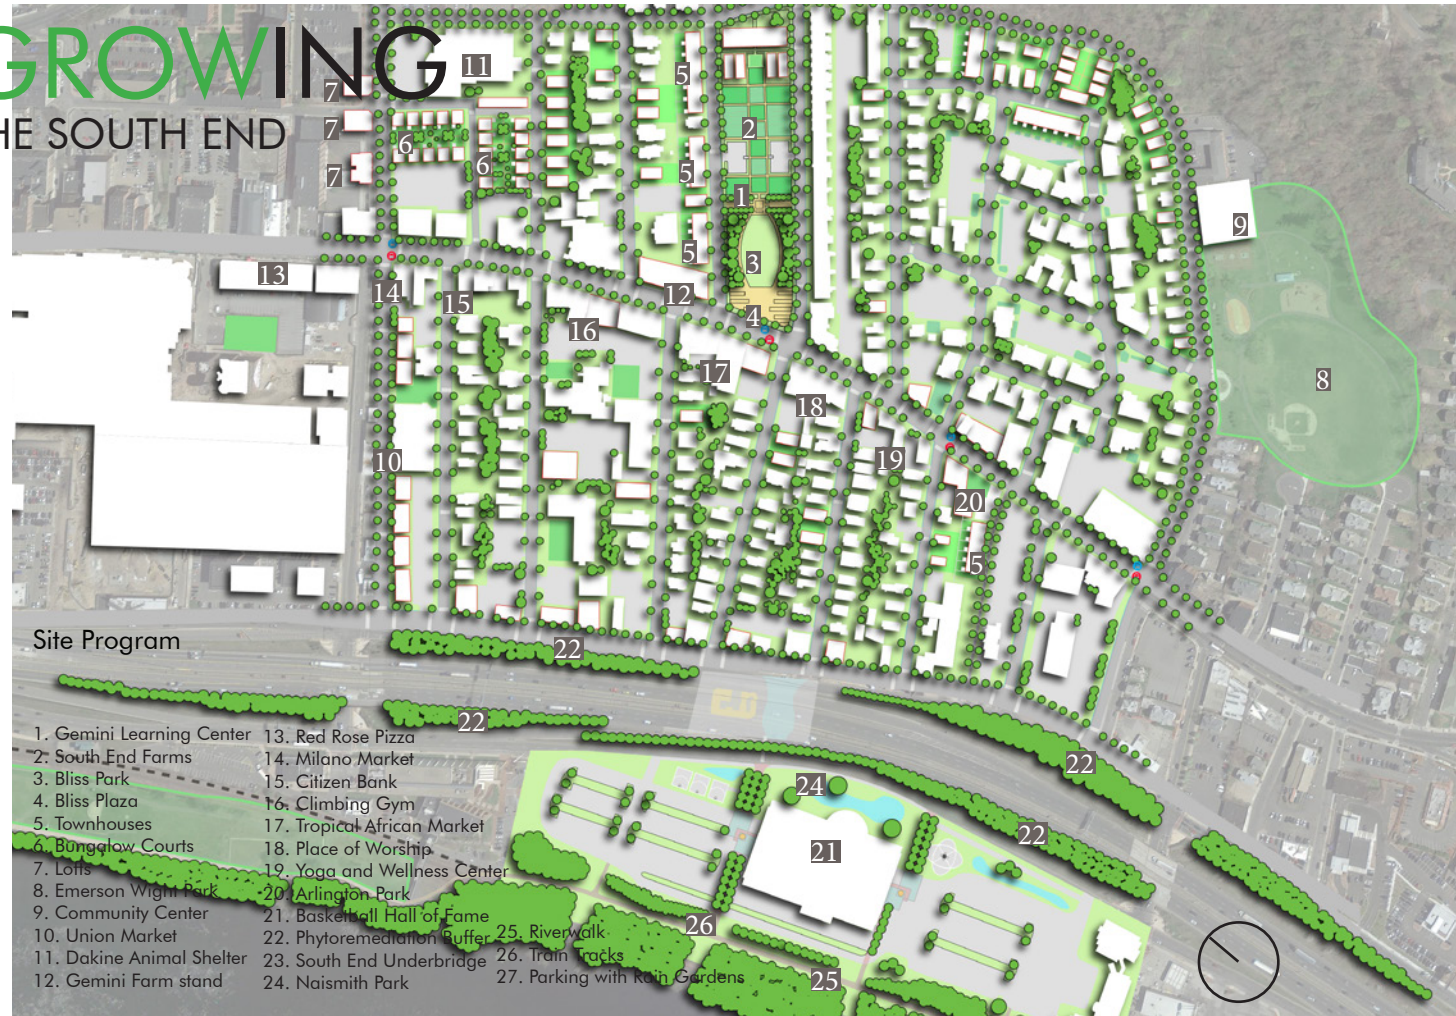 GROWING
HE SOUTH END
11
7
5
7
2
6
6
7
5
1
9
5
3
13
14
12
15
4
16
17
8
18
10
19
20
5
Site Program
22
22
22
24
22
21
26
25
1. Gemini Learning Center
2. South End Farms
3. Bliss Park
4. Bliss Plaza
5. Townhouses
6. Bungalow Courts
7. Lofts
8. Emerson Wight Park
9. Community Center
10. Union Market
11. Dakine Animal Shelter
12. Gemini Farm stand
13. Red Rose Pizza
14. Milano Market
15. Citizen Bank
16. Climbing Gym
17. Tropical African Market
18. Place of Worship
19. Yoga and Wellness Center
20. Arlington Park
21. Basketball Hall of Fame
22. Phytoremediation Buffer
23. South End Underbridge
24. Naismith Park
25. Riverwalk
26. Train Tracks
27. Parking with Rain Gardens